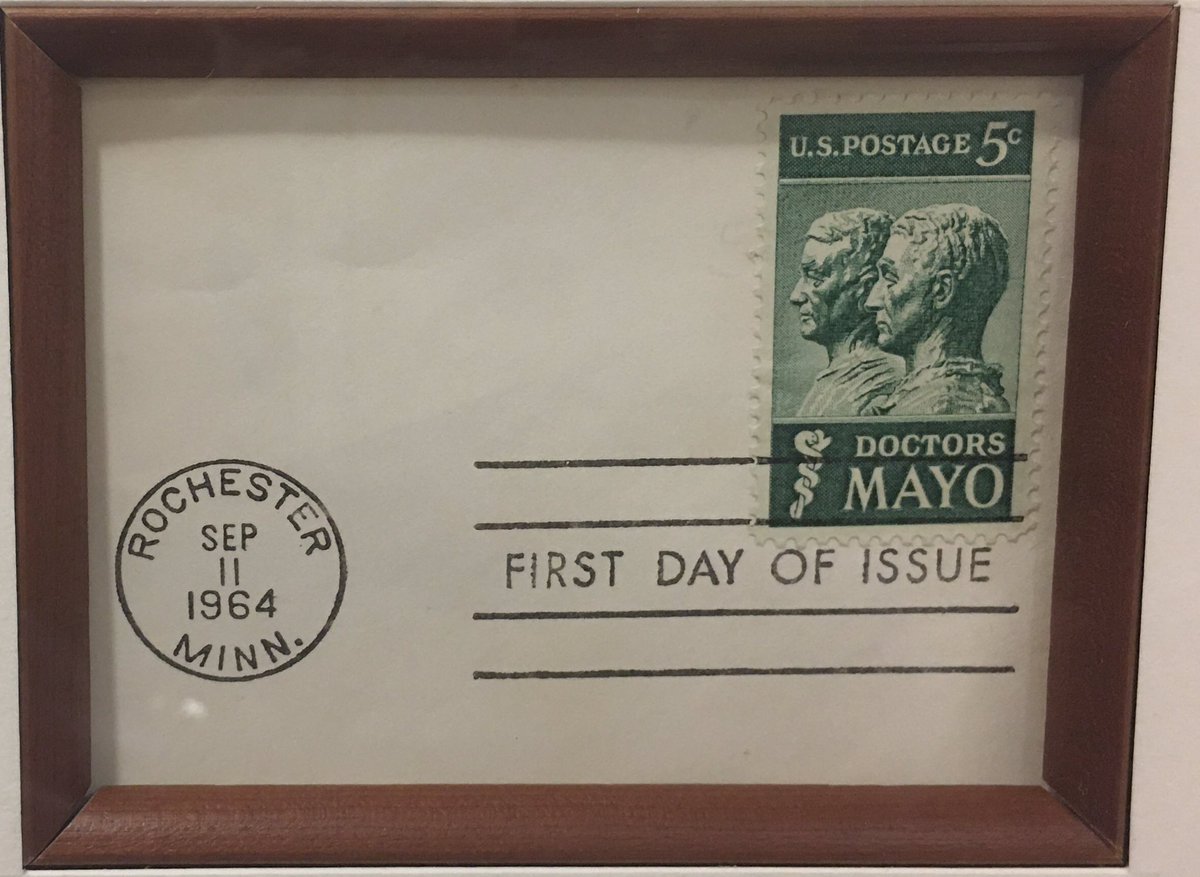 U.S. POSTAGE 5c
DOCTORS
MAYO
ROCHESTER
SEP
11
1964
MINN.
FIRST DAY OF ISSUE